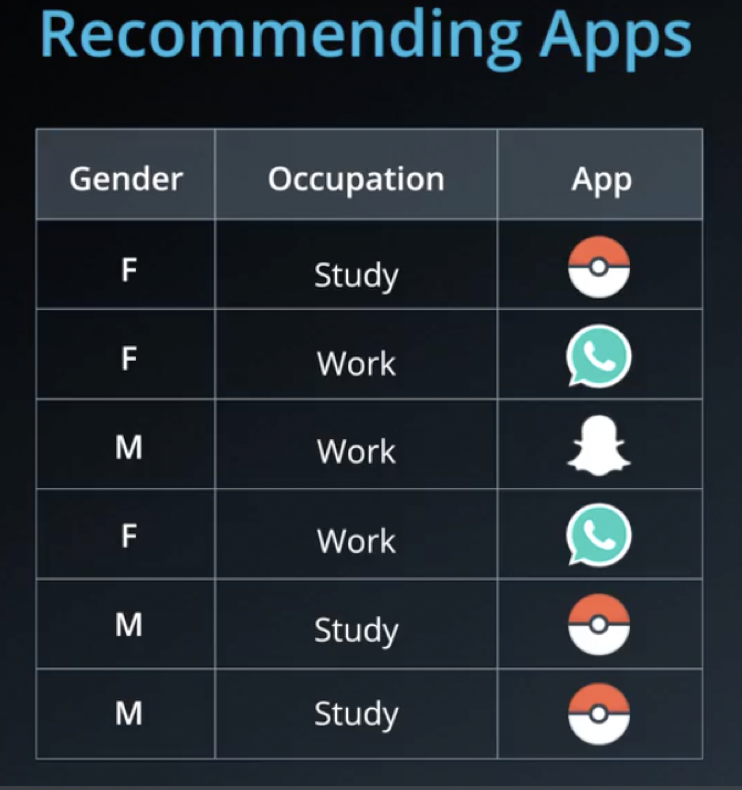 Recommending Apps
Gender Occupation App
F Study
F Work
M Work
F Work
M Study
M Study